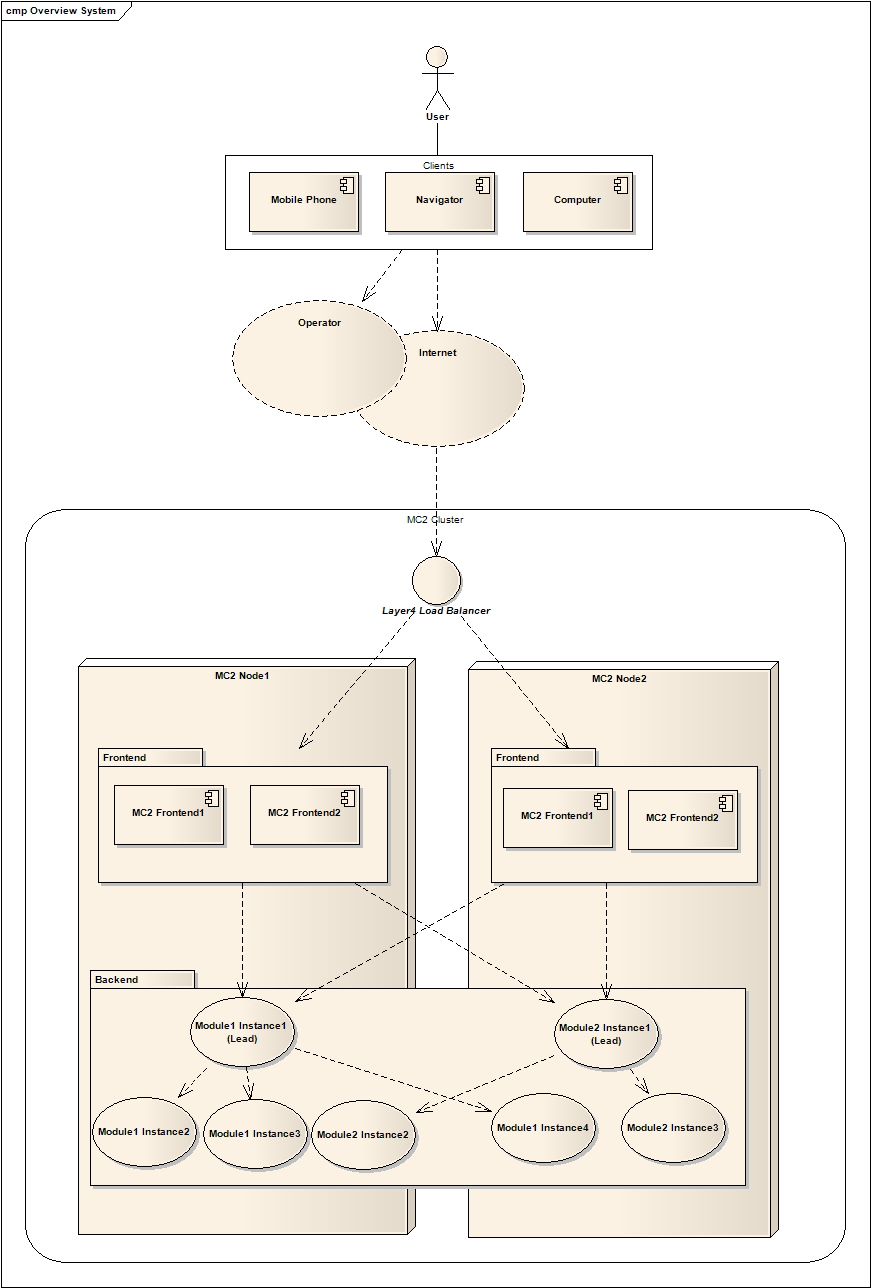 cmp Overview System
User
Clients
Mobile Phone
Navigator
Computer
Operator
Internet
MC2 Cluster
Layer4 Load Balancer
MC2 Node1
MC2 Node2
Frontend
MC2 Frontend1
MC2 Frontend2
Frontend
MC2 Frontend1
MC2 Frontend2
Backend
Module1 Instance1
(Lead)
Module2 Instance1
(Lead)
Module1 Instance2
Module1 Instance3
Module2 Instance2
Module1 Instance4
Module2 Instance3